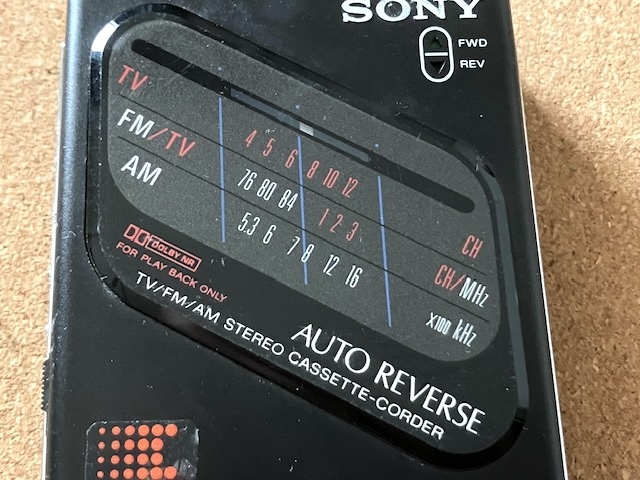 SONY
FWD
REV
TV 4 5 6 8 10 12 CH
FM/TV 76 80 84 1 2 3 CH/MHz
AM 5.3 6 7 8 12 16 X100 kHz
DOLBY NR
FOR PLAY BACK ONLY
AUTO REVERSE
TV/FM/AM STEREO CASSETTE-CORDER